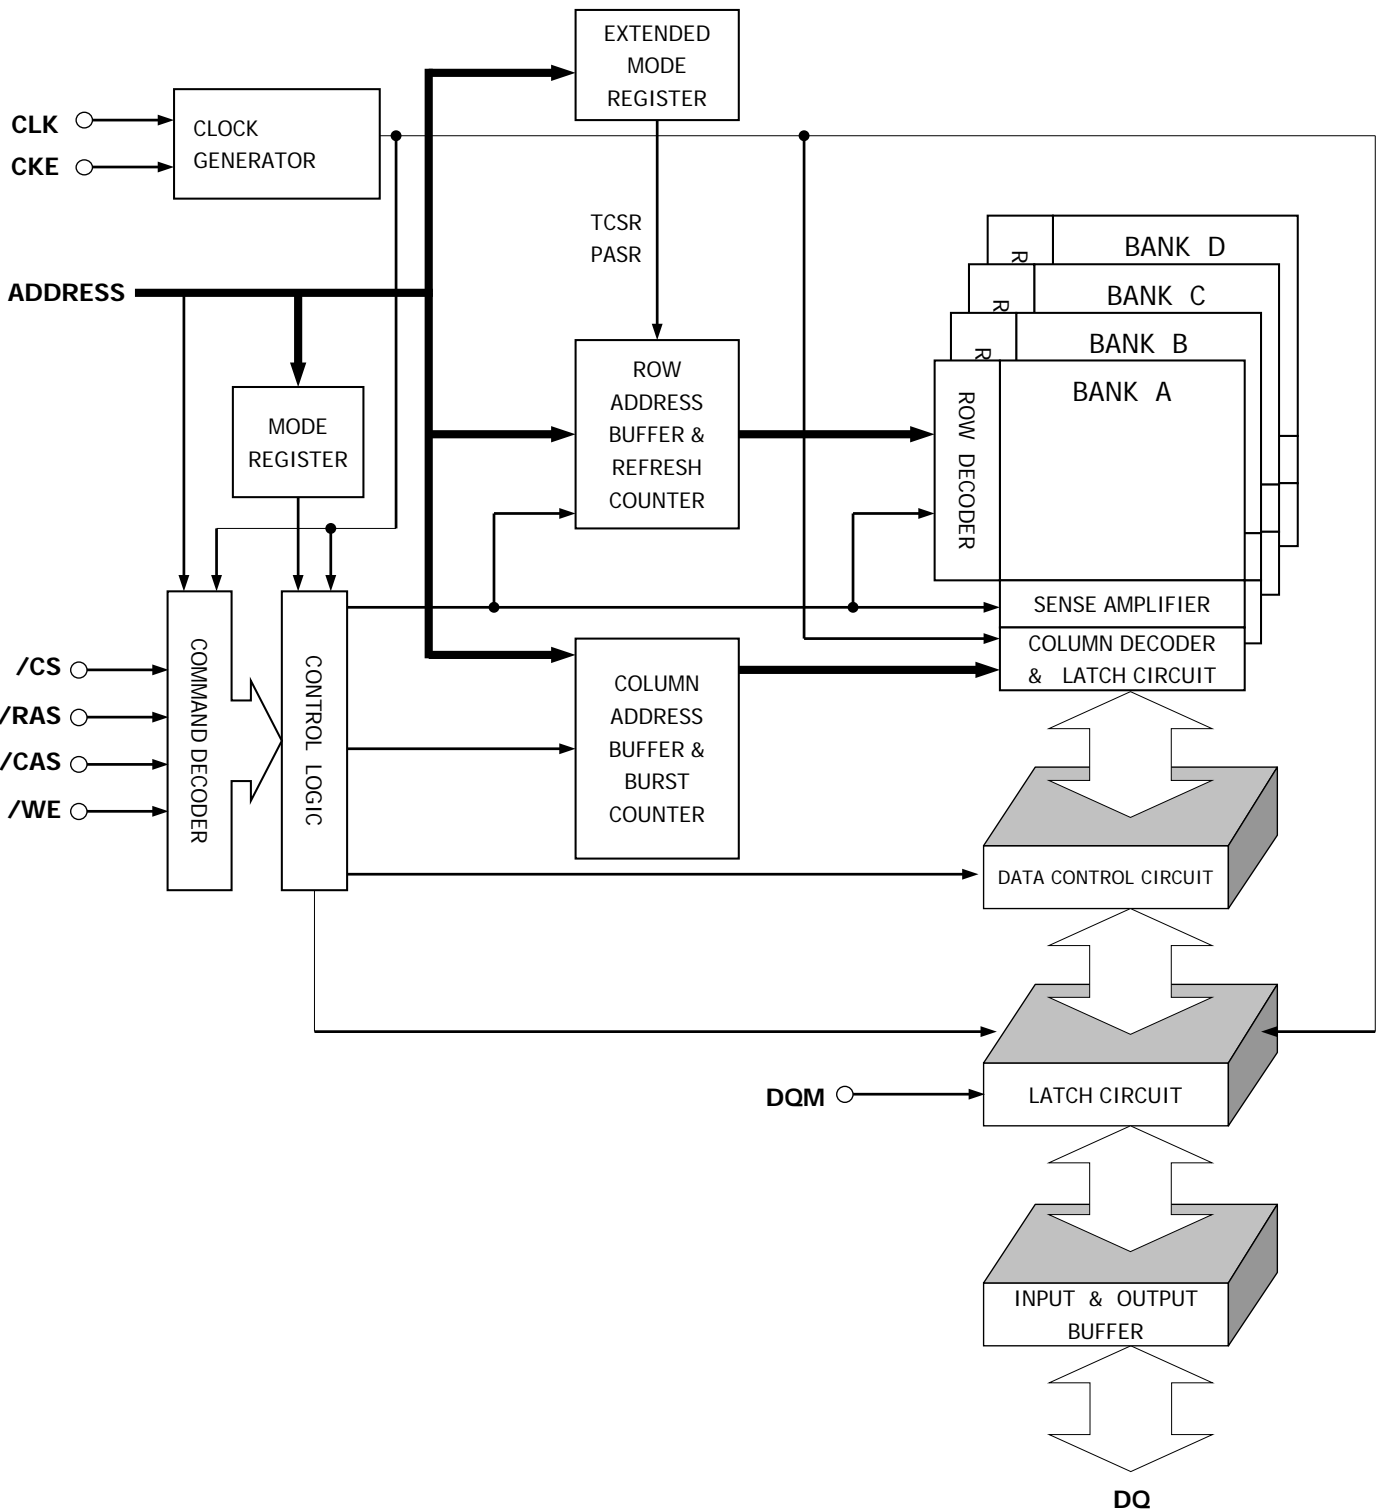 EXTENDED
MODE
REGISTER
CLK
CKE
CLOCK
GENERATOR
TCSR
PASR
ADDRESS
MODE
REGISTER
ROW
ADDRESS
BUFFER &
REFRESH
COUNTER
R
BANK D
R
BANK C
R
BANK B
BANK A
ROW DECODER
SENSE AMPLIFIER
COLUMN DECODER
& LATCH CIRCUIT
/CS
/RAS
/CAS
/WE
COMMAND DECODER
CONTROL LOGIC
COLUMN
ADDRESS
BUFFER &
BURST
COUNTER
DATA CONTROL CIRCUIT
DQM
LATCH CIRCUIT
INPUT & OUTPUT
BUFFER
DQ